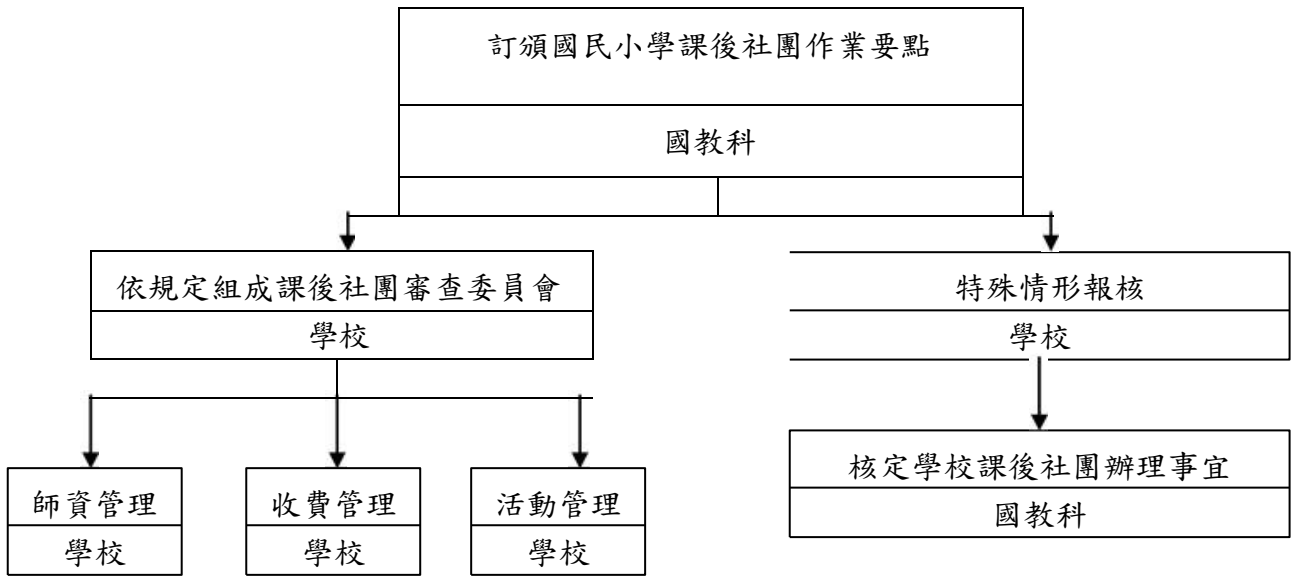 訂頒國民小學課後社團作業要點
國教科
依規定組成課後社團審查委員會
學校
特殊情形報核
學校
師資管理
學校
收費管理
學校
活動管理
學校
核定學校課後社團辦理事宜
國教科